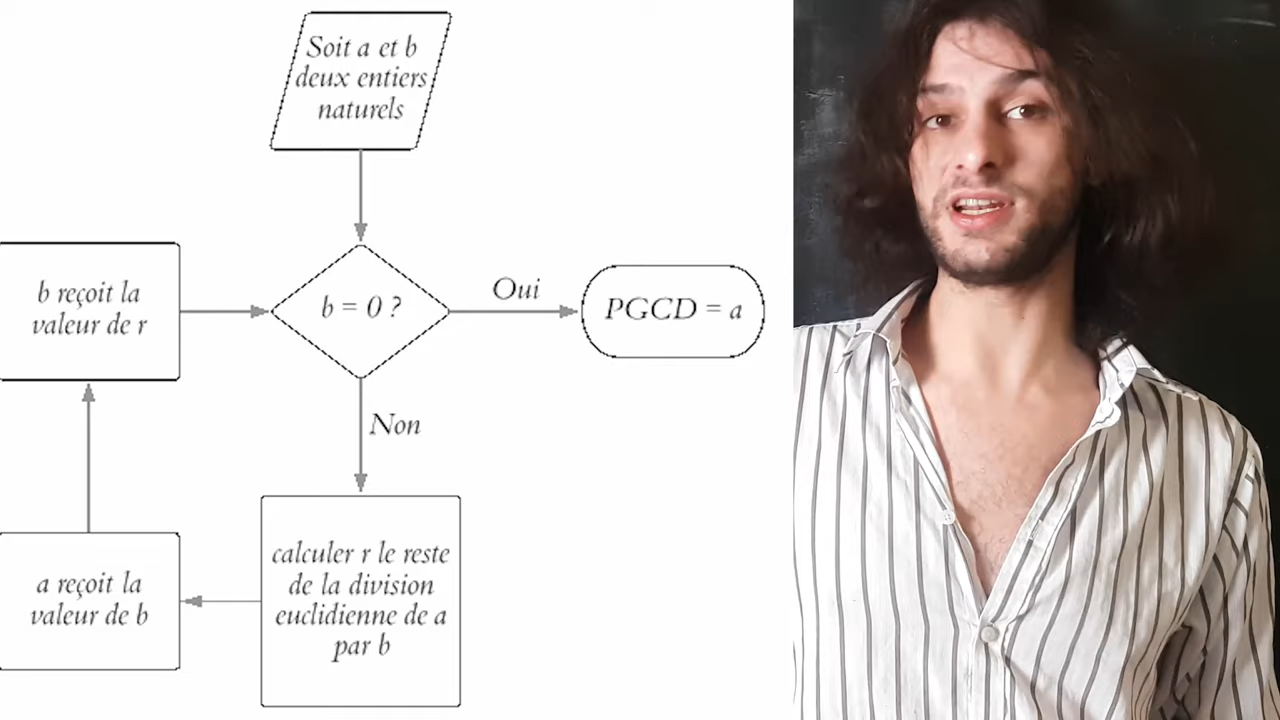 Soit a et b
deux entiers
naturels
b reçoit la
valeur de r
b = 0 ?
Oui
PGCD = a
Non
calculer r le reste
de la division
euclidienne de a
par b
a reçoit la
valeur de b